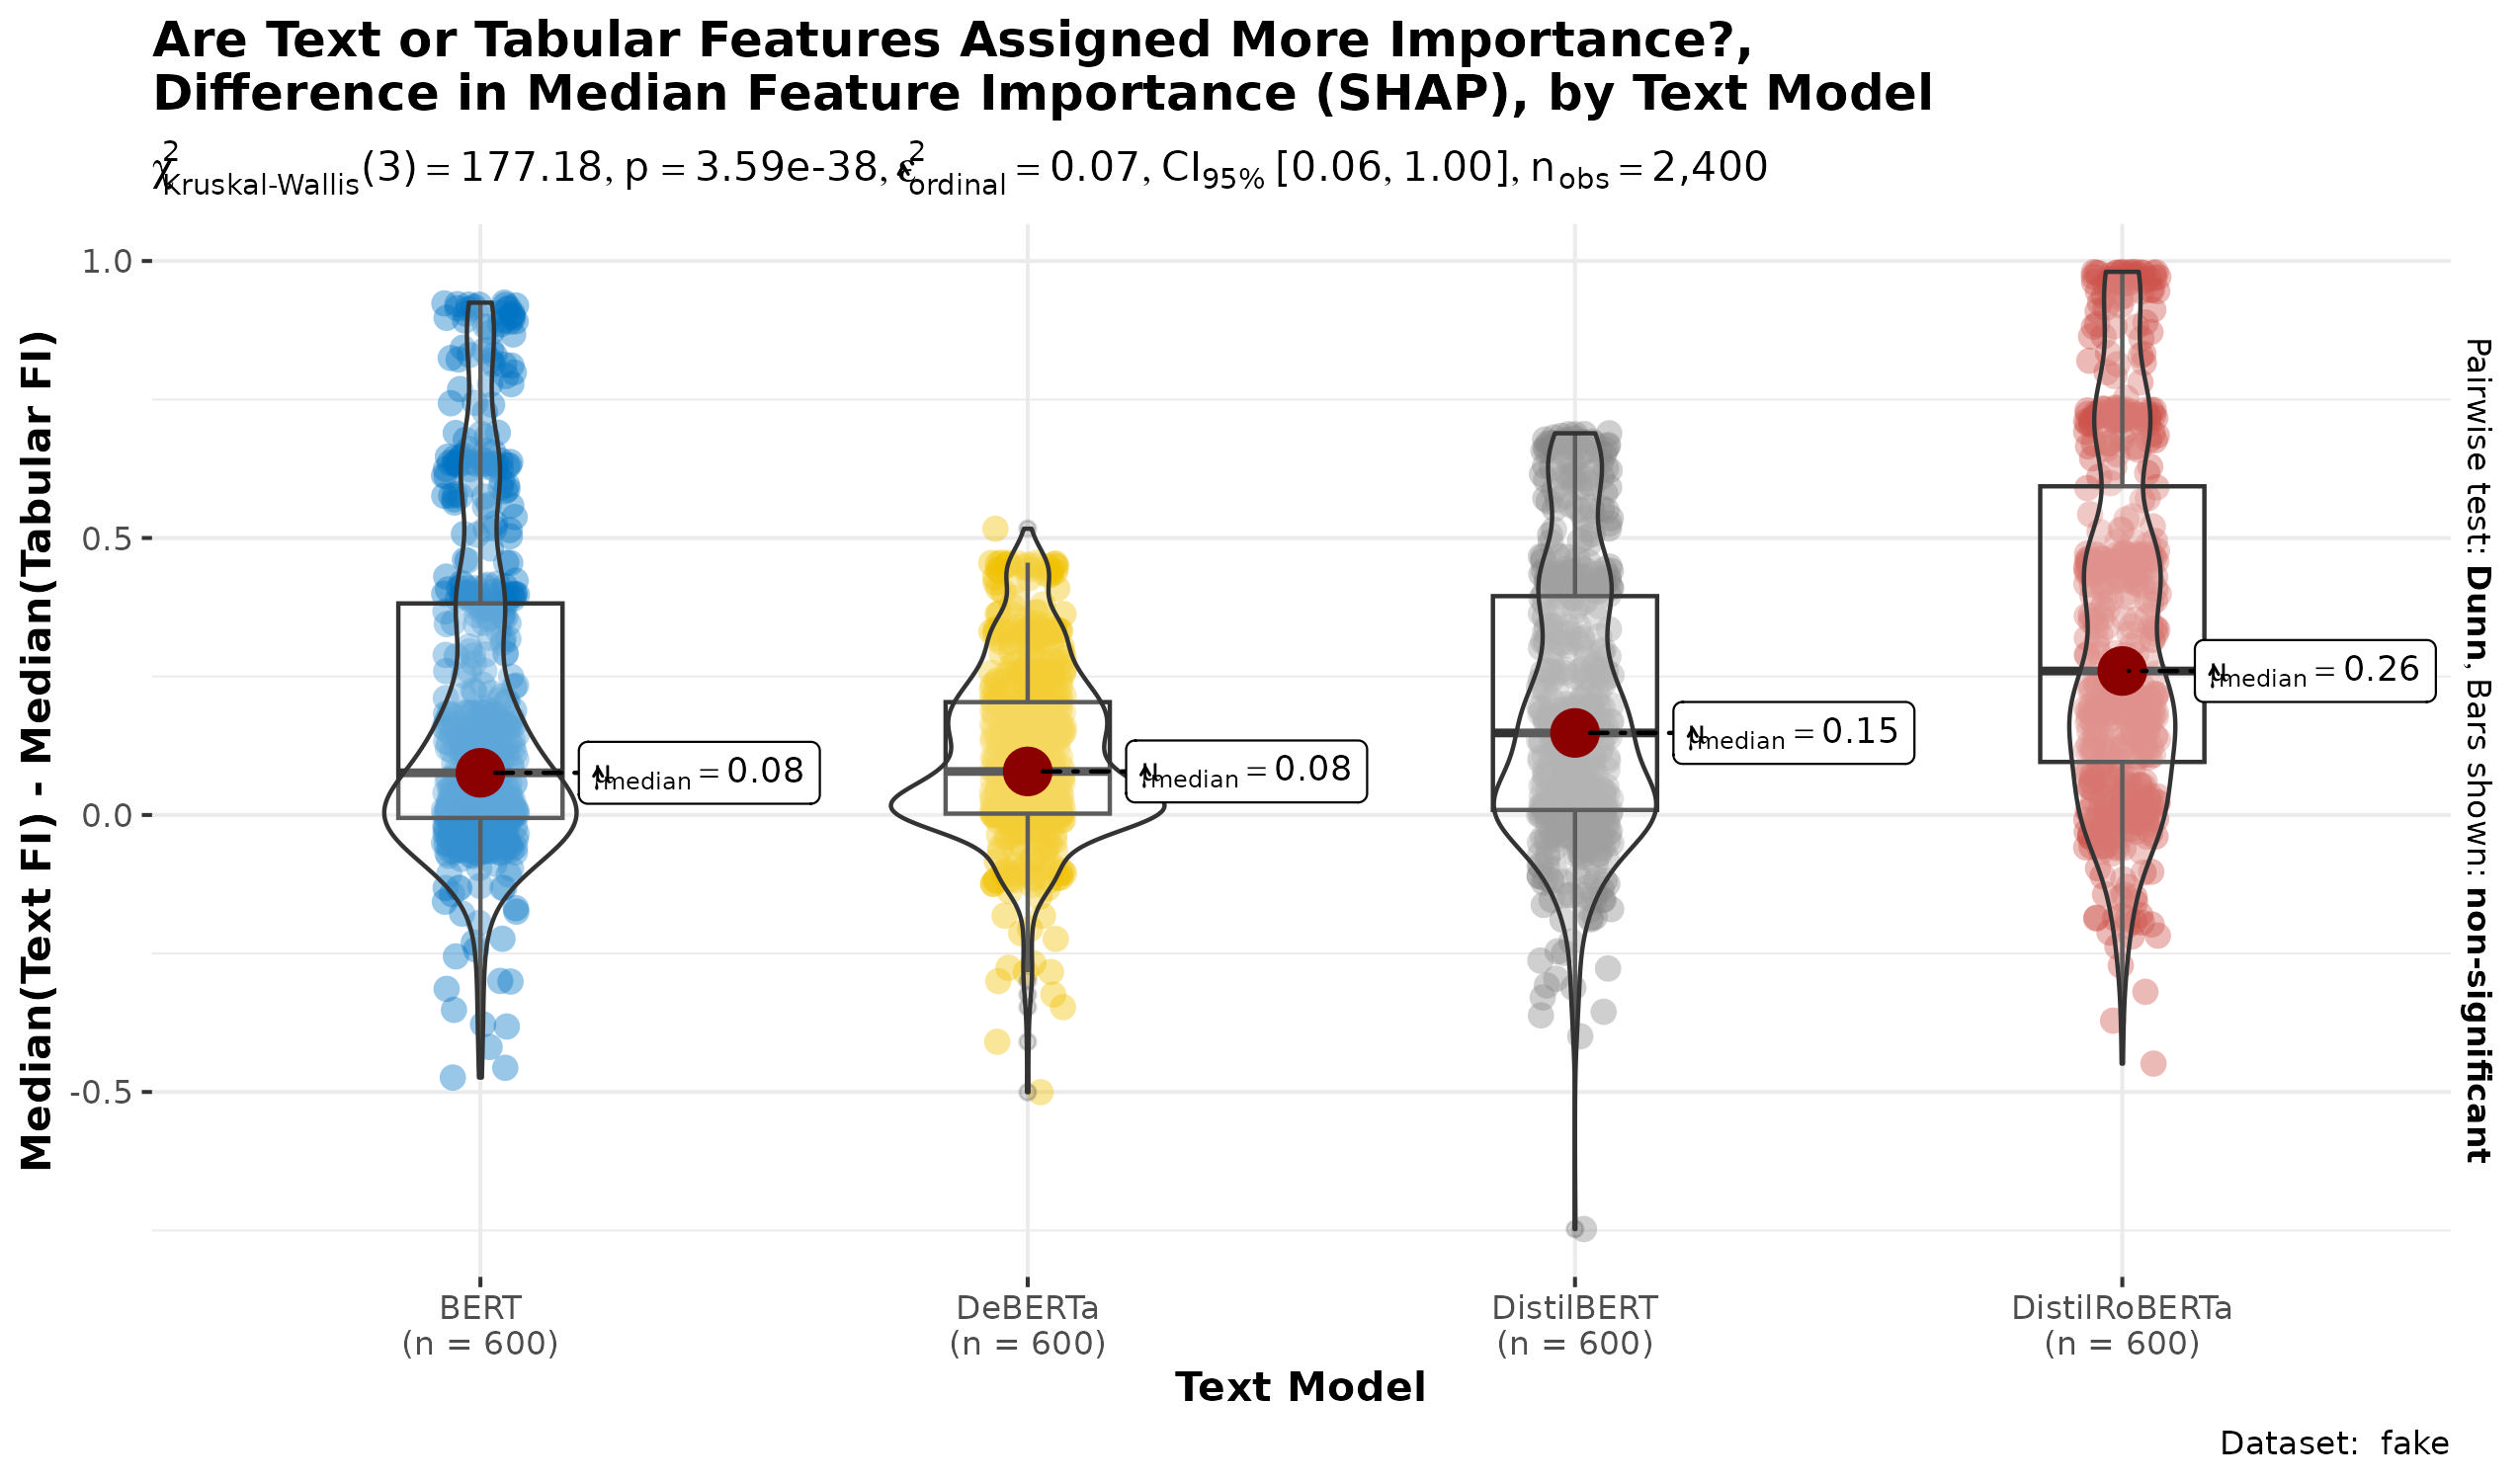 Are Text or Tabular Features Assigned More Importance?,
Difference in Median Feature Importance (SHAP), by Text Model
χ²Kruskal-Wallis(3) = 177.18, p = 3.59e-38, ε²ordinal = 0.07, CI95% [0.06, 1.00], nobs = 2,400
Median(Text FI) - Median(Tabular FI)
1.0
0.5
0.0
-0.5
μ̂median = 0.08
μ̂median = 0.08
μ̂median = 0.15
μ̂median = 0.26
Pairwise test: Dunn, Bars shown: non-significant
BERT
(n = 600)
DeBERTa
(n = 600)
DistilBERT
(n = 600)
DistilRoBERTa
(n = 600)
Text Model
Dataset: fake